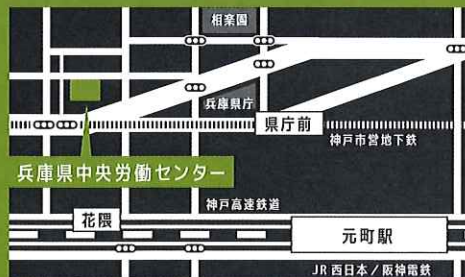 相楽園
兵庫県庁
県庁前
神戸市営地下鉄
兵庫県中央労働センター
神戸高速鉄道
花隈
元町駅
JR西日本/阪神電鉄